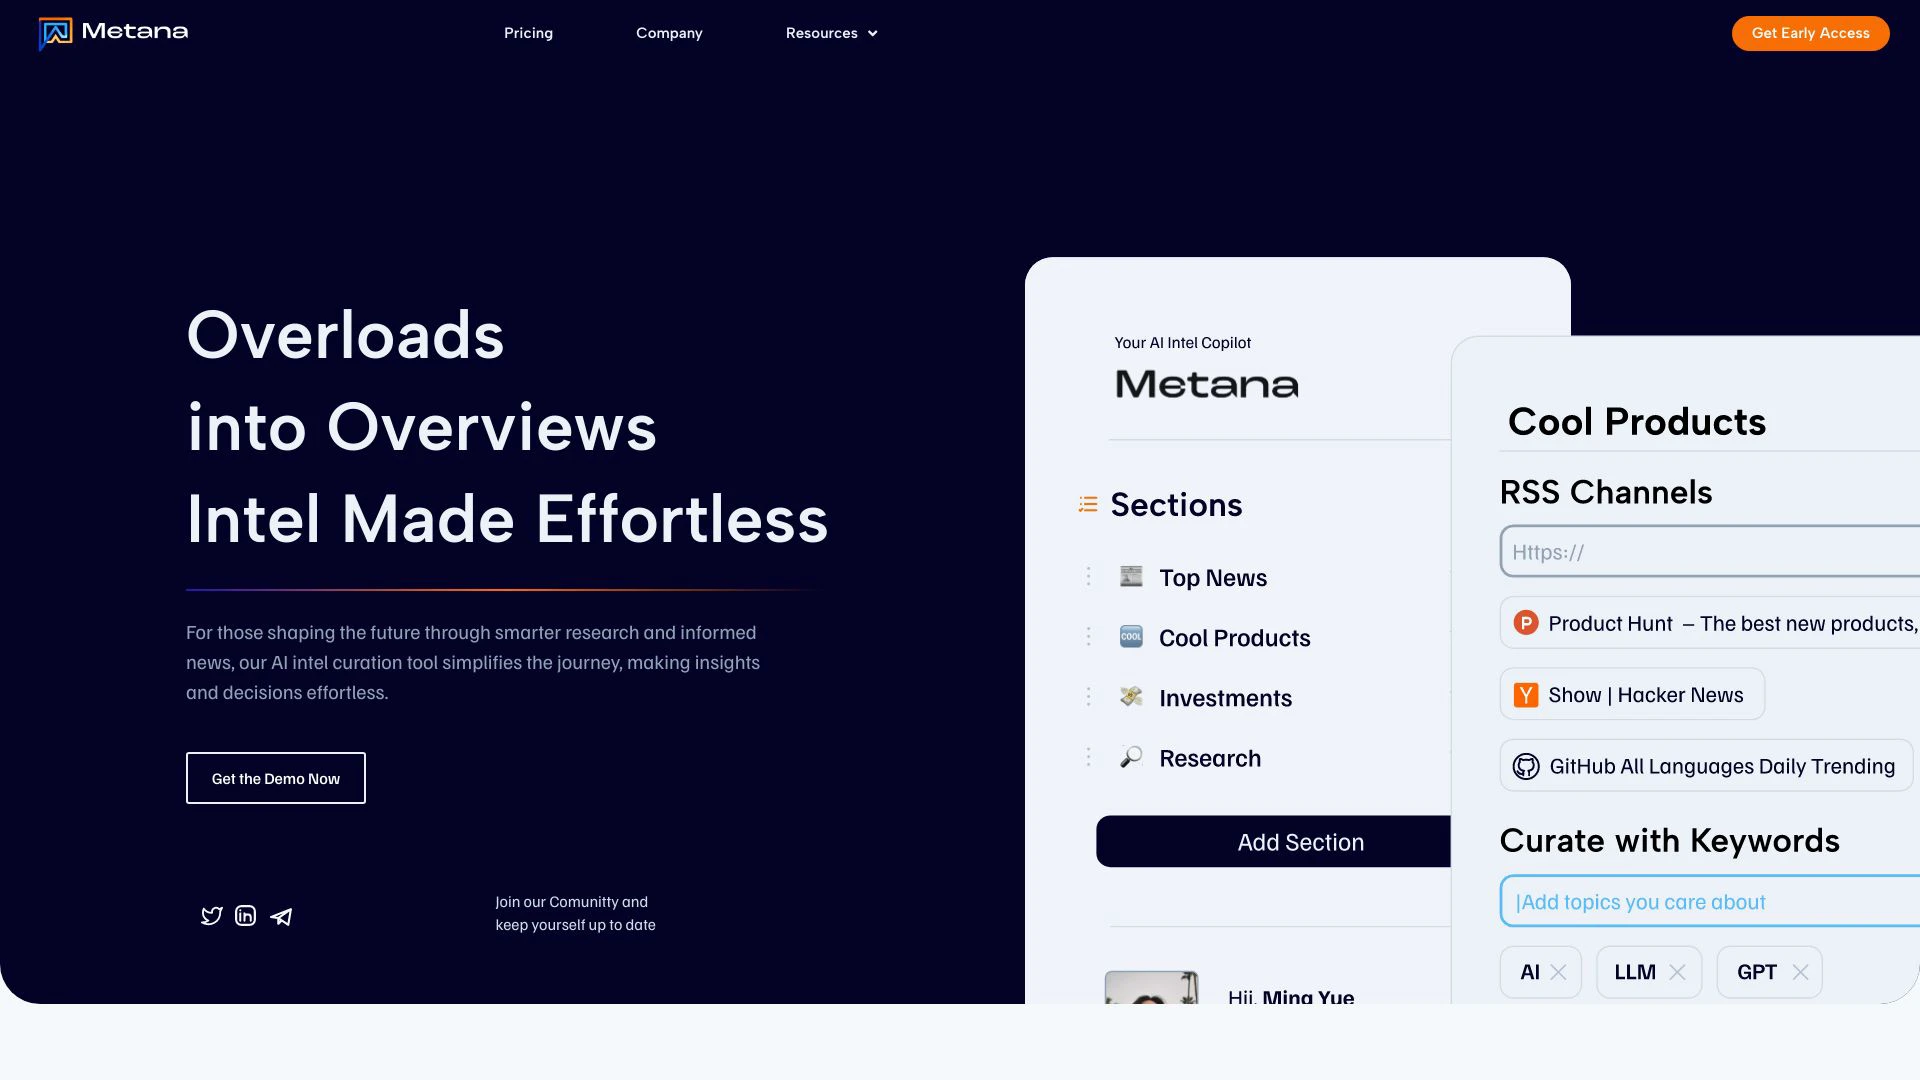 Metana
Pricing
Company
Resources
Get Early Access
Overloads
into Overviews
Intel Made Effortless
For those shaping the future through smarter research and informed
news, our AI intel curation tool simplifies the journey, making insights
and decisions effortless.
Get the Demo Now
Join our Comunitty and
keep yourself up to date
Your AI Intel Copilot
Metana
Sections
Top News
COOL
Cool Products
Investments
Research
Add Section
Hii, Ming Yue
Cool Products
RSS Channels
Https://
Product Hunt – The best new products,
Show | Hacker News
GitHub All Languages Daily Trending
Curate with Keywords
|Add topics you care about
AI
LLM
GPT